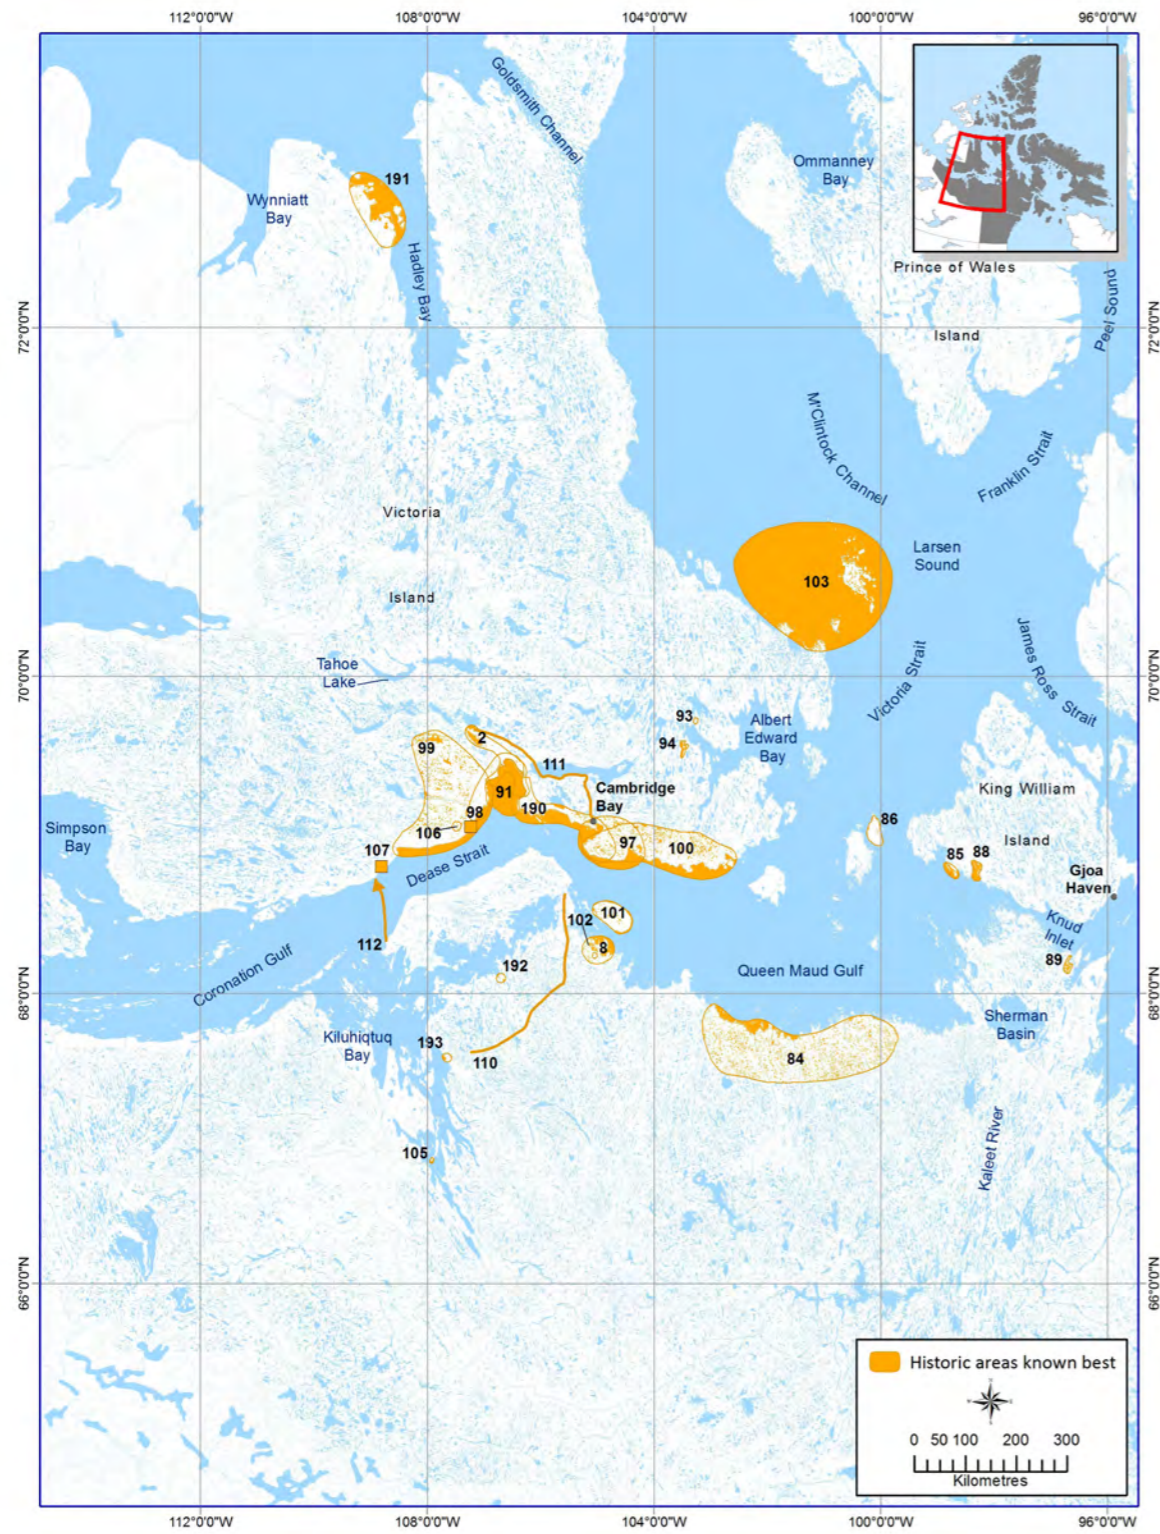 112°0'0"W
108°0'0"W
104°0'0"W
100°0'0"W
96°0'0"W
Goldsmith Channel
Ommanney
Bay
191
Wynniatt
Bay
Hadley Bay
Prince of Wales
Island
Peel Sound
72°0'0"N
72°0'0"N
M'Clintock Channel
Franklin Strait
Victoria
Island
Larsen
Sound
103
James Ross Strait
Victoria Strait
Tahoe
Lake
70°0'0"N
70°0'0"N
93
94
Albert
Edward
Bay
99
2
111
Cambridge
Bay
91
190
98
106
97
100
King William
Island
86
85
88
Gjoa
Haven
Simpson
Bay
107
Dease Strait
101
102
8
112
Knud
Inlet
89
Coronation Gulf
192
Queen Maud Gulf
68°0'0"N
68°0'0"N
Kiluhiqtuq
Bay
193
110
84
Sherman
Basin
105
Kaleet River
66°0'0"N
66°0'0"N
Historic areas known best
0 50 100 200 300
Kilometres
112°0'0"W
108°0'0"W
104°0'0"W
100°0'0"W
96°0'0"W